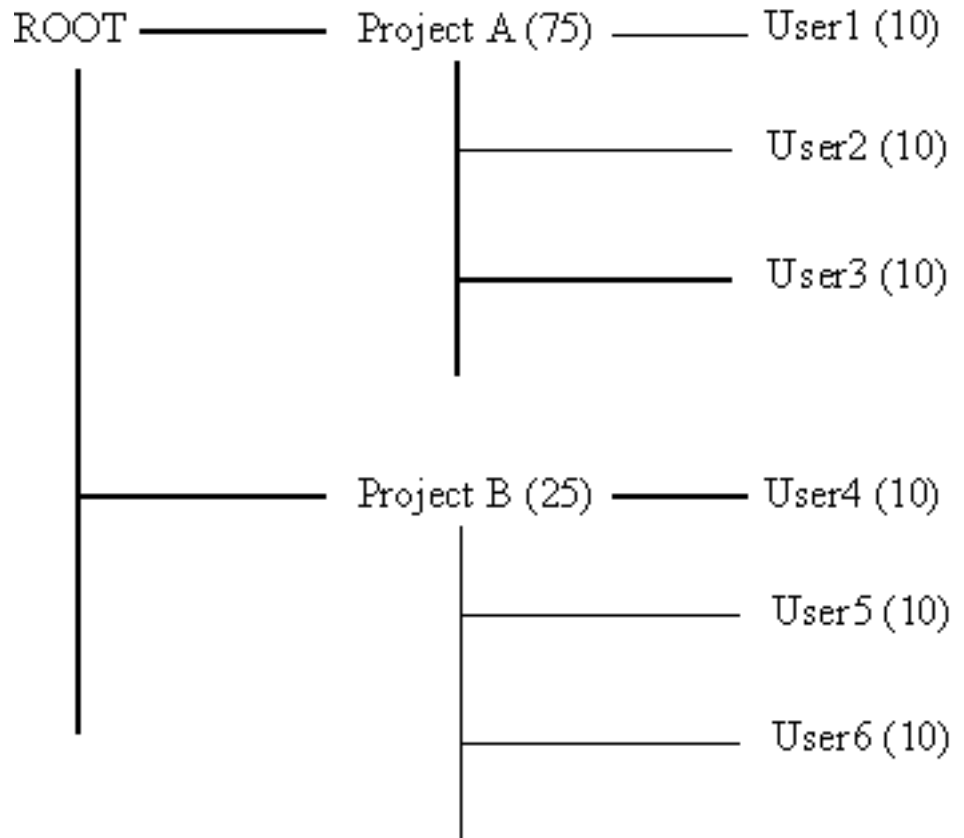 ROOT
Project A (75)
User1 (10)
User2 (10)
User3 (10)
Project B (25)
User4 (10)
User5 (10)
User6 (10)